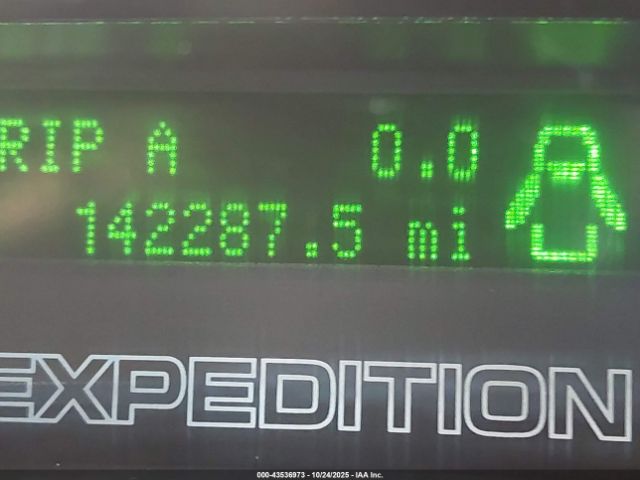 RIP A 0.0
142287.5 mi
EXPEDITION
000-43536973 - 10/24/2025 - IAA Inc.